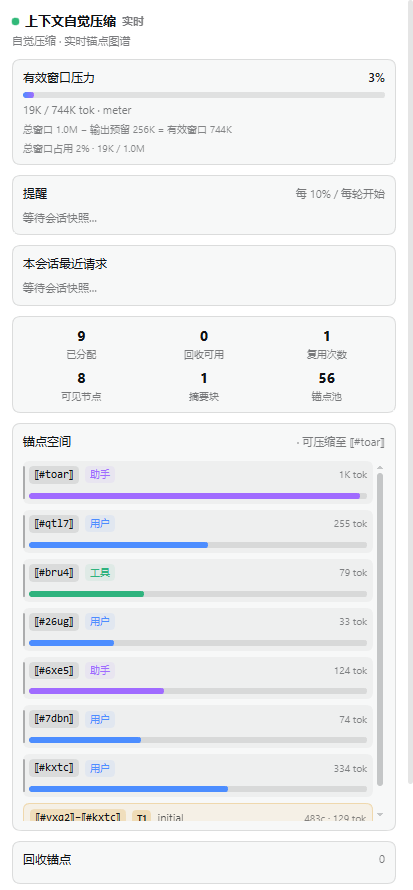 上下文自觉压缩 实时
自觉压缩 · 实时锚点图谱
有效窗口压力 3%
19K / 744K tok · meter
总窗口 1.0M − 输出预留 256K = 有效窗口 744K
总窗口占用 2% · 19K / 1.0M
提醒 每 10% / 每轮开始
等待会话快照...
本会话最近请求
等待会话快照...
9 0 1
已分配 回收可用 复用次数
8 1 56
可见节点 摘要块 锚点池
锚点空间 · 可压缩至 ⟦#toar⟧
⟦#toar⟧ 助手 1K tok
⟦#qtl7⟧ 用户 255 tok
⟦#bru4⟧ 工具 79 tok
⟦#26ug⟧ 用户 33 tok
⟦#6xe5⟧ 助手 124 tok
⟦#7dbn⟧ 用户 74 tok
⟦#kxtc⟧ 用户 334 tok
⟦#yxq2⟧–⟦#kxtc⟧ T1 initial 483c · 129 tok
回收锚点 0